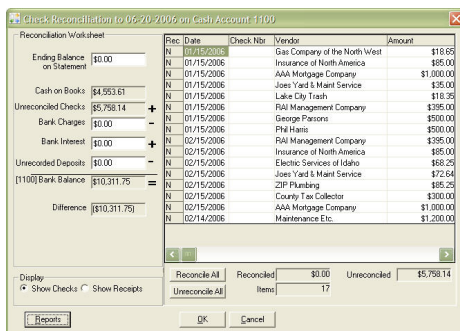 Check Reconciliation to 06-20-2006 on Cash Account 1100
Reconciliation Worksheet
Ending Balance on Statement $0.00
Cash on Books $4,553.61
Unreconciled Checks $5,758.14 +
Bank Charges $0.00 -
Bank Interest $0.00 +
Unrecorded Deposits $0.00 -
[1100] Bank Balance $10,311.75 =
Difference ($10,311.75)
Rec Date Check Nbr Vendor Amount
N 01/15/2006 Gas Company of the North West $18.65
N 01/15/2006 Insurance of North America $85.00
N 01/15/2006 AAA Mortgage Company $1,000.00
N 01/15/2006 Joes Yard & Maint Service $35.00
N 01/15/2006 Lake City Trash $18.35
N 01/15/2006 RAI Management Company $395.00
N 01/15/2006 George Parsons $500.00
N 01/15/2006 Phil Harris $500.00
N 02/15/2006 RAI Management Company $395.00
N 02/15/2006 Insurance of North America $85.00
N 02/15/2006 Electric Services of Idaho $68.25
N 02/15/2006 Joes Yard & Maint Service $72.64
N 02/15/2006 ZIP Plumbing $85.25
N 02/15/2006 County Tax Collector $300.00
N 02/15/2006 AAA Mortgage Company $1,000.00
N 02/14/2006 Maintenance Etc. $1,200.00
Display
Show Checks Show Receipts
Reconcile All Reconciled $0.00 Unreconciled $5,758.14
Unreconcile All Items 17
Reports OK Cancel